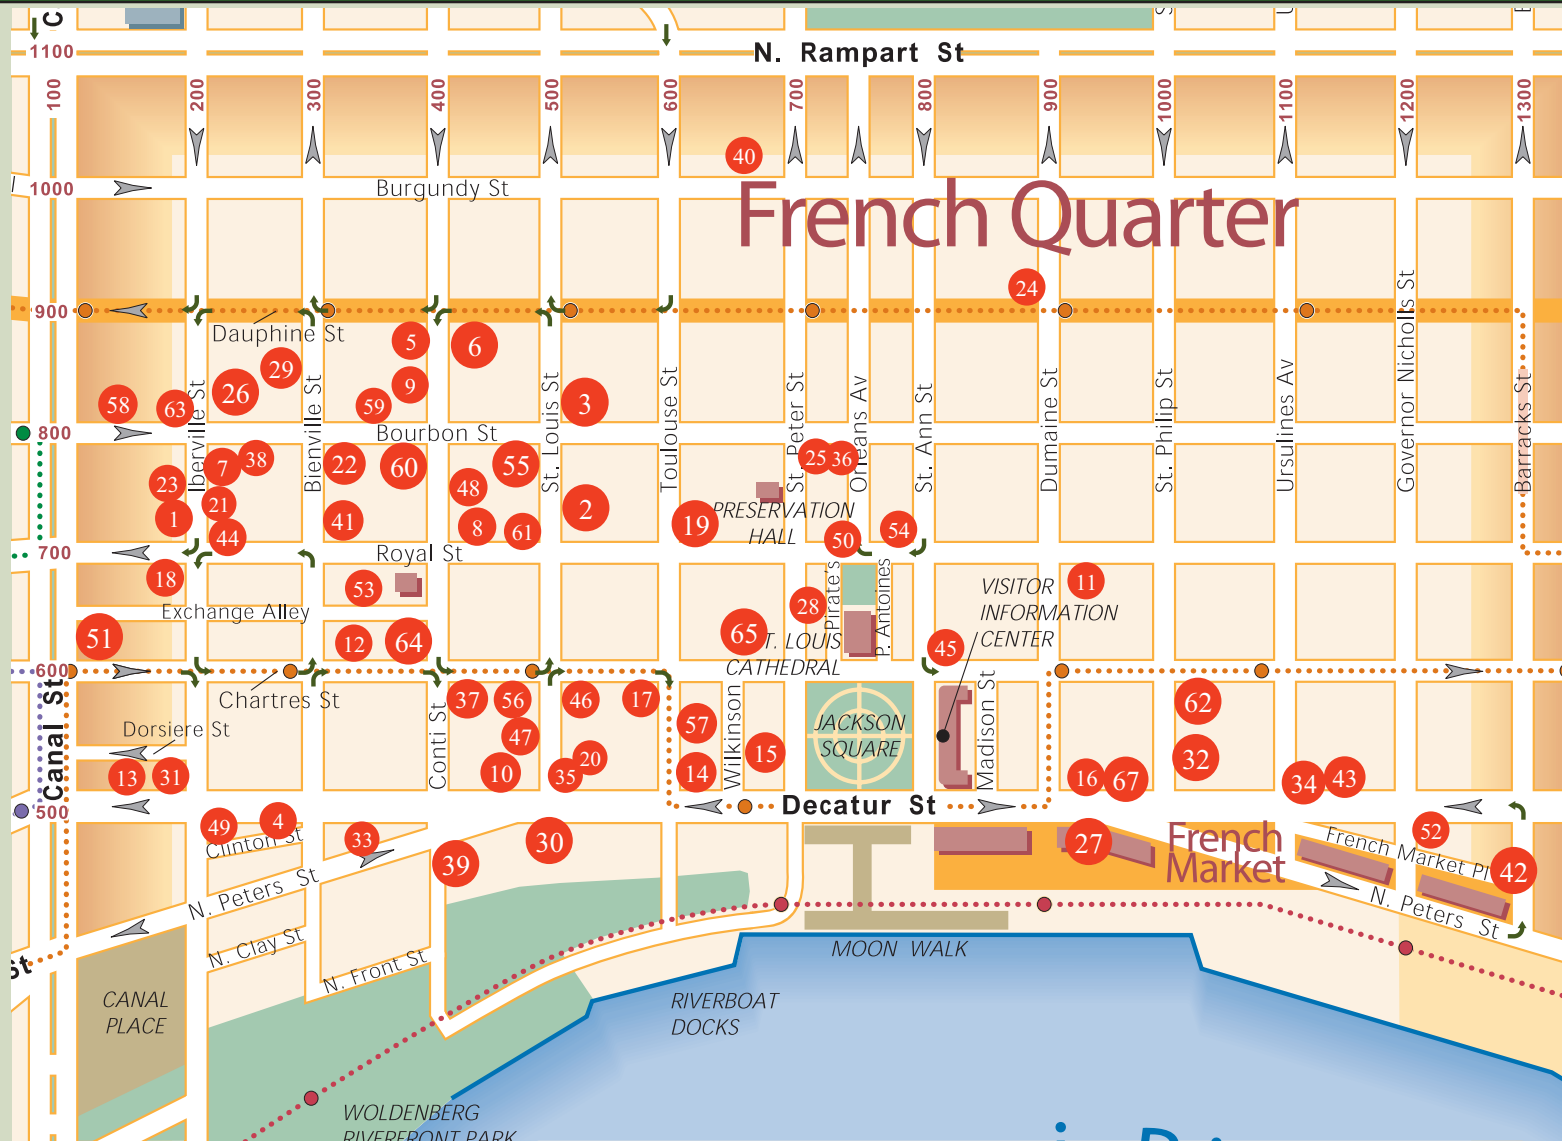 C
1100
N. Rampart St
100
200
300
400
500
600
700
800
900
1000
1100
1200
1300
40
1000
Burgundy St
French Quarter
24
900
Dauphine St
5
6
29
26
9
59
3
58
63
Iberville St
Bienville St
St. Louis St
Toulouse St
St. Peter St
Orleans Av
St. Ann St
Dumaine St
St. Philip St
Ursulines Av
Governor Nicholls St
Barracks St
800
Bourbon St
7
38
22
60
55
25
36
23
48
21
1
44
41
8
61
2
19
PRESERVATION
HALL
50
54
700
Royal St
18
53
28
Pirate's
P. Antoines
11
VISITOR
INFORMATION
CENTER
Exchange Alley
51
12
64
65
T. LOUIS
CATHEDRAL
45
600
Chartres St
Canal St
Conti St
37
56
46
17
57
Wilkinson
15
JACKSON
SQUARE
Madison St
62
Dorsiere St
47
20
13
31
10
35
14
16
67
32
34
43
500
Decatur St
49
4
33
Clinton St
39
30
27
French
Market
French Market Pl
52
42
N. Peters St
N. Peters St
N. Clay St
N. Front St
St
MOON WALK
CANAL
PLACE
RIVERBOAT
DOCKS
WOLDENBERG
RIVERFRONT PARK